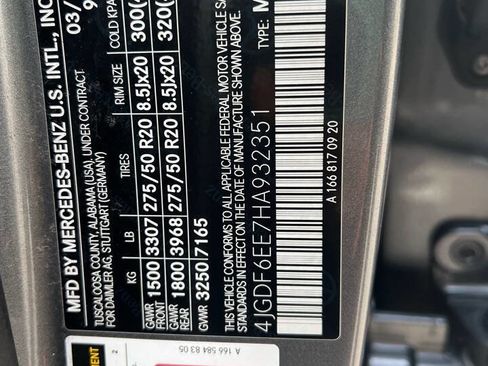 MFD BY MERCEDES-BENZ U.S. INTL., INC.
03/
TUSCALOOSA COUNTY, ALABAMA (USA), UNDER CONTRACT
FOR DAIMLER AG, STUTTGART (GERMANY)
KG LB TIRES RIM SIZE COLD KPA
GAWR 1500 3307 275/50 R20 8.5Jx20 300(
GAWR 1800 3968 275/50 R20 8.5Jx20 320(
GVWR 3250 7165
VEHICLE CONFORMS TO ALL APPLICABLE FEDERAL MOTOR VEHICLE SA
STANDARDS IN EFFECT ON THE DATE OF MANUFACTURE SHOWN ABOVE.
4JGDF6EE7HA932351 TYPE: M
A 166 817 09 20
A 166 584 83 05
2